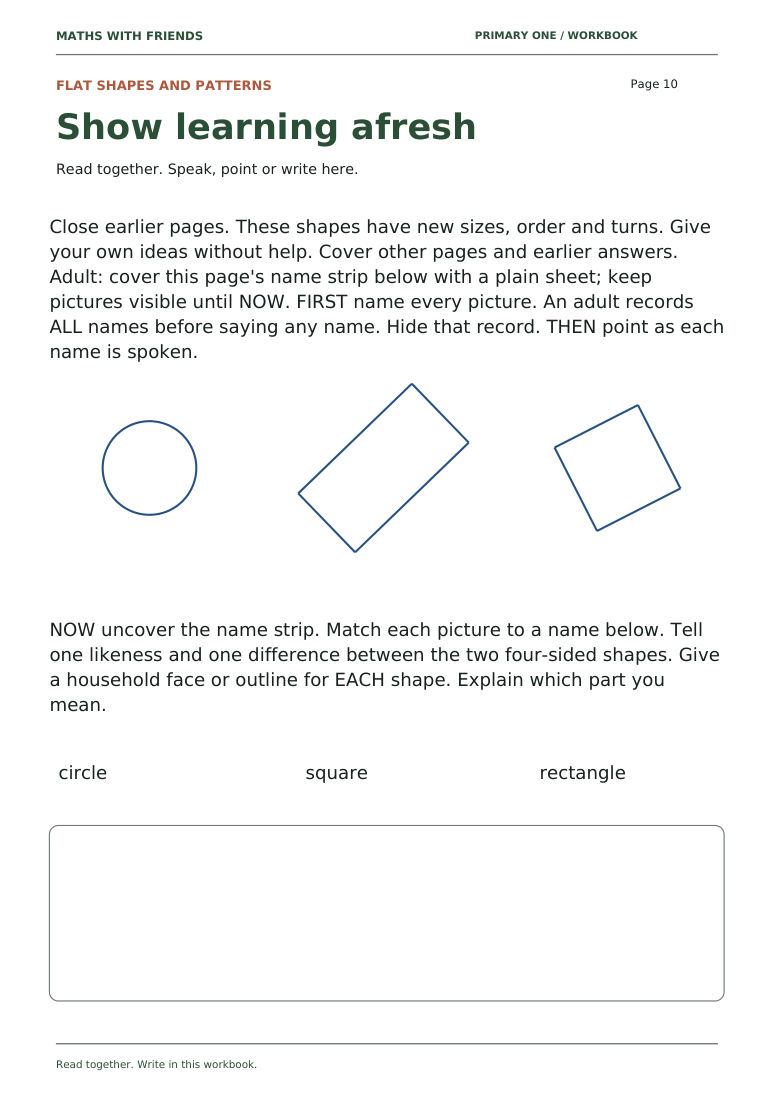 MATHS WITH FRIENDS
PRIMARY ONE / WORKBOOK
FLAT SHAPES AND PATTERNS
Page 10
Show learning afresh
Read together. Speak, point or write here.
Close earlier pages. These shapes have new sizes, order and turns. Give
your own ideas without help. Cover other pages and earlier answers.
Adult: cover this page's name strip below with a plain sheet; keep
pictures visible until NOW. FIRST name every picture. An adult records
ALL names before saying any name. Hide that record. THEN point as each
name is spoken.
NOW uncover the name strip. Match each picture to a name below. Tell
one likeness and one difference between the two four-sided shapes. Give
a household face or outline for EACH shape. Explain which part you
mean.
circle
square
rectangle
Read together. Write in this workbook.